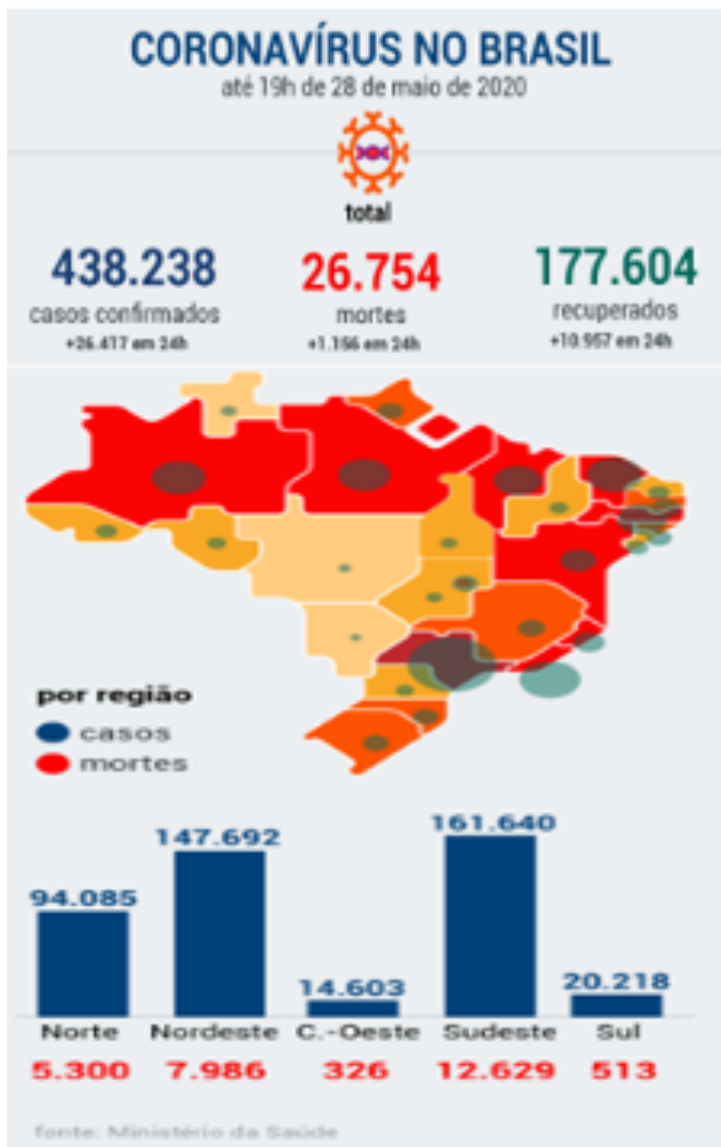 CORONAVÍRUS NO BRASIL
até 19h de 28 de maio de 2020
total
438.238 26.754 177.604
casos confirmados mortes recuperados
+26.417 em 24h +1.156 em 24h +10.957 em 24h
por região
casos
mortes
94.085 147.692 14.603 161.640 20.218
Norte Nordeste C.-Oeste Sudeste Sul
5.300 7.986 326 12.629 513
fonte: Ministério da Saúde